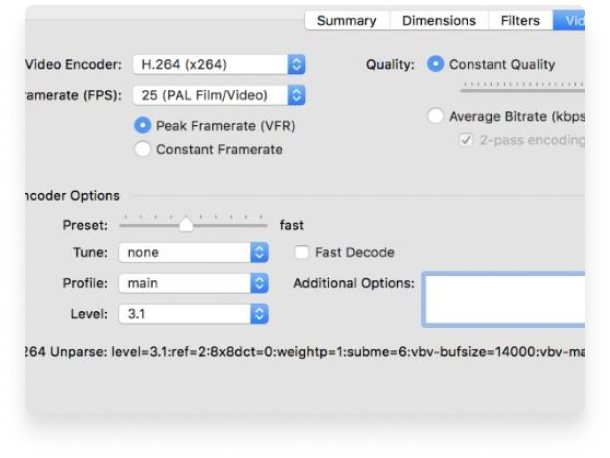 Summary Dimensions Filters Vid
Video Encoder: H.264 (x264) Quality: Constant Quality
ramerate (FPS): 25 (PAL Film/Video)
Peak Framerate (VFR) Average Bitrate (kbps
Constant Framerate 2-pass encoding
ncoder Options
Preset: fast
Tune: none Fast Decode
Profile: main Additional Options:
Level: 3.1
264 Unparse: level=3.1:ref=2:8x8dct=0:weightp=1:subme=6:vbv-bufsize=14000:vbv-ma